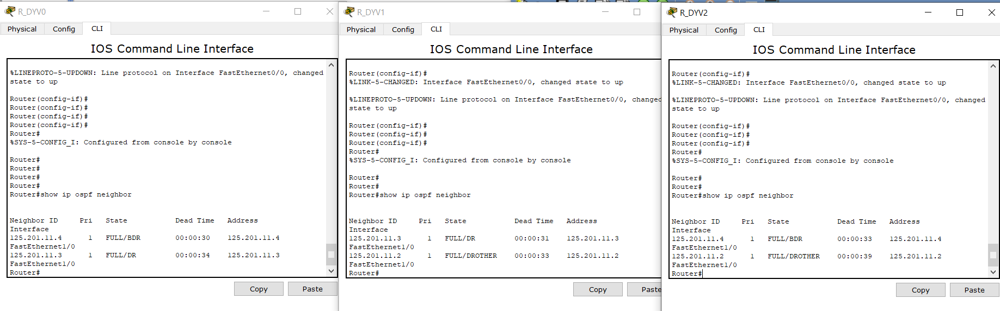 R_DYV0
Physical Config CLI
IOS Command Line Interface
%LINEPROTO-5-UPDOWN: Line protocol on Interface FastEthernet0/0, changed
state to up
Router(config-if)#
Router(config-if)#
Router(config-if)#
Router(config-if)#
Router#
%SYS-5-CONFIG_I: Configured from console by console
Router#
Router#
Router#
Router#
Router#show ip ospf neighbor
Neighbor ID Pri State Dead Time Address
Interface
125.201.11.4 1 FULL/BDR 00:00:30 125.201.11.4
FastEthernet1/0
125.201.11.3 1 FULL/DR 00:00:34 125.201.11.3
FastEthernet1/0
Router#
Copy Paste
R_DYV1
Physical Config CLI
IOS Command Line Interface
Router(config-if)#
%LINK-5-CHANGED: Interface FastEthernet0/0, changed state to up
%LINEPROTO-5-UPDOWN: Line protocol on Interface FastEthernet0/0, changed
state to up
Router(config-if)#
Router(config-if)#
Router(config-if)#
Router#
%SYS-5-CONFIG_I: Configured from console by console
Router#
Router#
Router#show ip ospf neighbor
Neighbor ID Pri State Dead Time Address
Interface
125.201.11.3 1 FULL/DR 00:00:31 125.201.11.3
FastEthernet1/0
125.201.11.2 1 FULL/DROTHER 00:00:33 125.201.11.2
FastEthernet1/0
Router#
Copy Paste
R_DYV2
Physical Config CLI
IOS Command Line Interface
Router(config-if)#
%LINK-5-CHANGED: Interface FastEthernet0/0, changed state to up
%LINEPROTO-5-UPDOWN: Line protocol on Interface FastEthernet0/0, changed
state to up
Router(config-if)#
Router(config-if)#
Router(config-if)#
Router#
%SYS-5-CONFIG_I: Configured from console by console
Router#
Router#
Router#show ip ospf neighbor
Neighbor ID Pri State Dead Time Address
Interface
125.201.11.4 1 FULL/BDR 00:00:33 125.201.11.4
FastEthernet1/0
125.201.11.2 1 FULL/DROTHER 00:00:39 125.201.11.2
FastEthernet1/0
Router#
Copy Paste